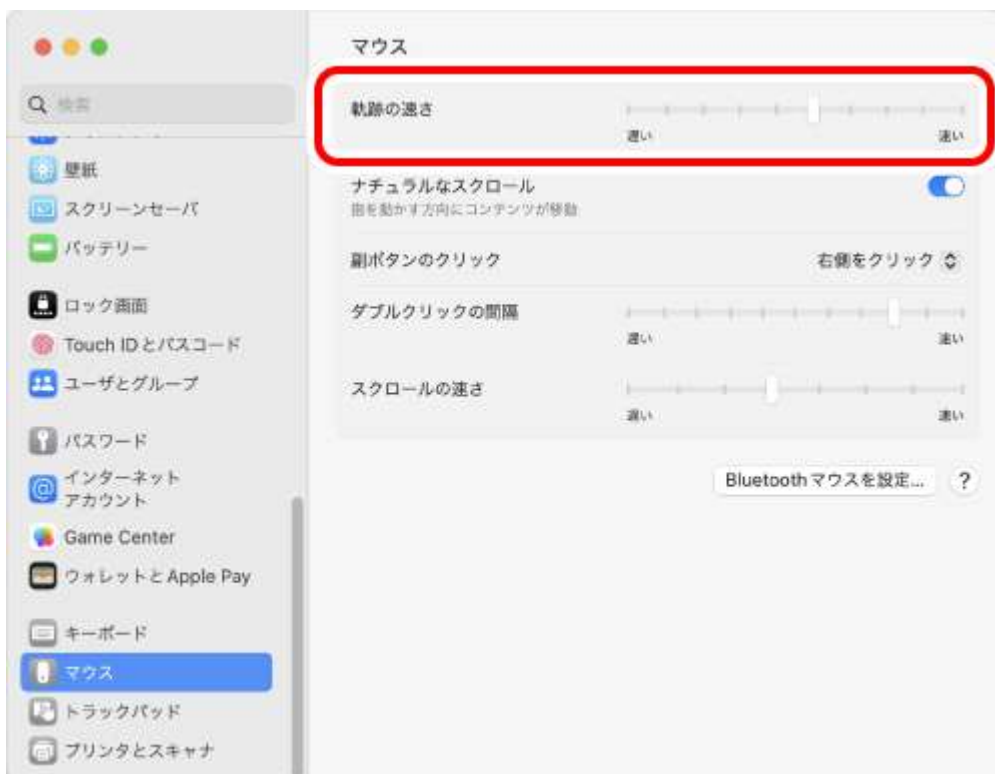 マウス
検索
壁紙
スクリーンセーバ
バッテリー
ロック画面
Touch IDとパスコード
ユーザとグループ
パスワード
インターネット
アカウント
Game Center
ウォレットとApple Pay
キーボード
マウス
トラックパッド
プリンタとスキャナ
軌跡の速さ
遅い
速い
ナチュラルなスクロール
指を動かす方向にコンテンツが移動
副ボタンのクリック
右側をクリック
ダブルクリックの間隔
遅い
速い
スクロールの速さ
遅い
速い
Bluetoothマウスを設定...
?